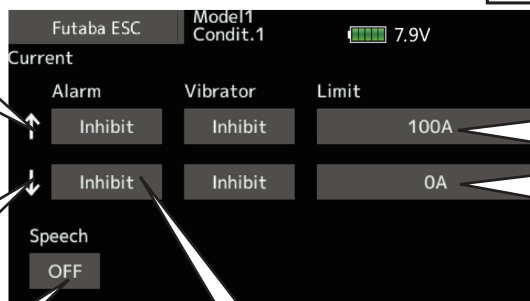 Futaba ESC
Model1
Condit.1
7.9V
Current
Alarm Vibrator Limit
↑ Inhibit Inhibit 100A
↓ Inhibit Inhibit 0A
Speech
OFF